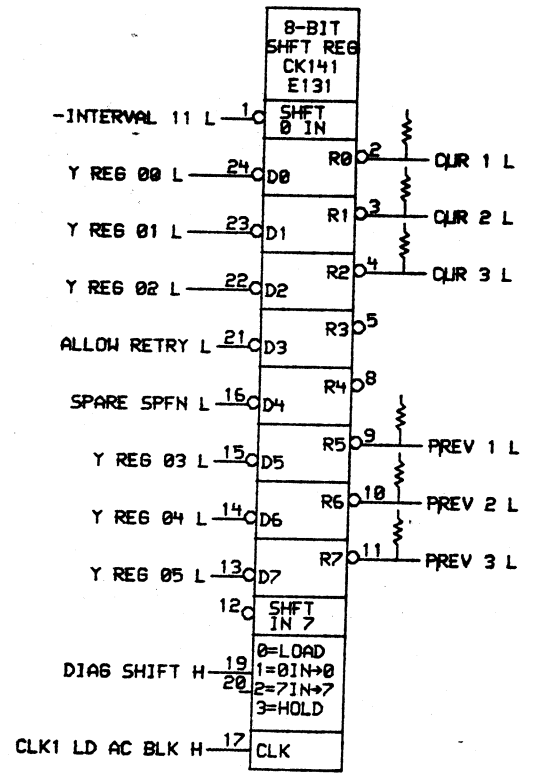 8-BIT
SHFT REG
CK141
E131
-INTERVAL 11 L 1 SHFT
0 IN
R0 2 CUR 1 L
Y REG 00 L 24 D0
R1 3 CUR 2 L
Y REG 01 L 23 D1
R2 4 CUR 3 L
Y REG 02 L 22 D2
R3 5
ALLOW RETRY L 21 D3
R4 8
SPARE SPFN L 16 D4
R5 9 PREV 1 L
Y REG 03 L 15 D5
R6 10 PREV 2 L
Y REG 04 L 14 D6
R7 11 PREV 3 L
Y REG 05 L 13 D7
12 SHFT
IN 7
0=LOAD
DIAG SHIFT H 19 1=0IN→0
20 2=7IN→7
3=HOLD
CLK1 LD AC BLK H 17 CLK